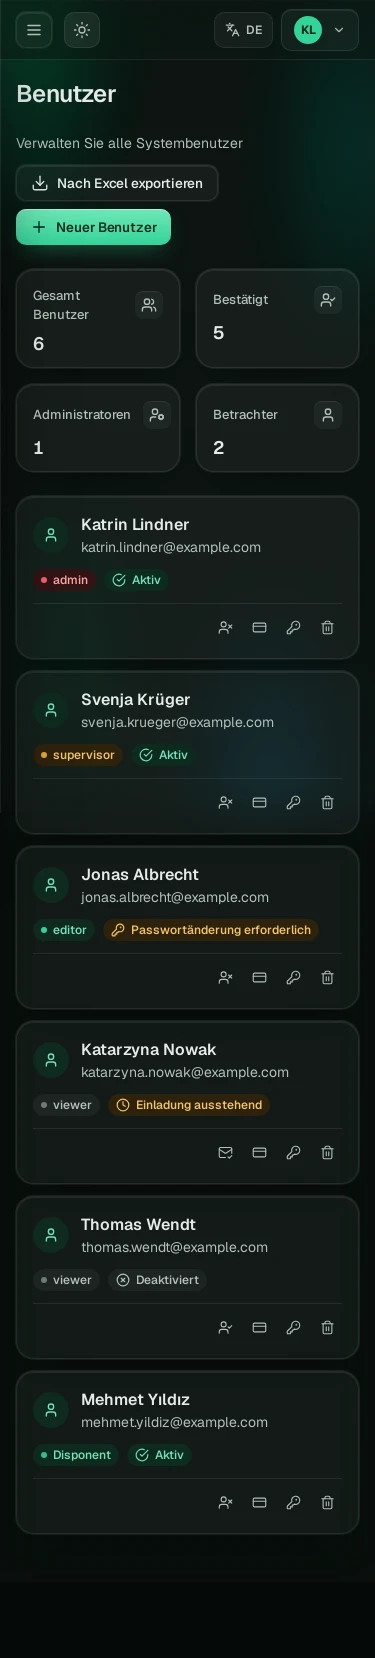 DE
KL
Benutzer
Verwalten Sie alle Systembenutzer
Nach Excel exportieren
Neuer Benutzer
Gesamt
Benutzer
6
Bestätigt
5
Administratoren
1
Betrachter
2
Katrin Lindner
katrin.lindner@example.com
admin
Aktiv
Svenja Krüger
svenja.krueger@example.com
supervisor
Aktiv
Jonas Albrecht
jonas.albrecht@example.com
editor
Passwortänderung erforderlich
Katarzyna Nowak
katarzyna.nowak@example.com
viewer
Einladung ausstehend
Thomas Wendt
thomas.wendt@example.com
viewer
Deaktiviert
Mehmet Yıldız
mehmet.yildiz@example.com
Disponent
Aktiv